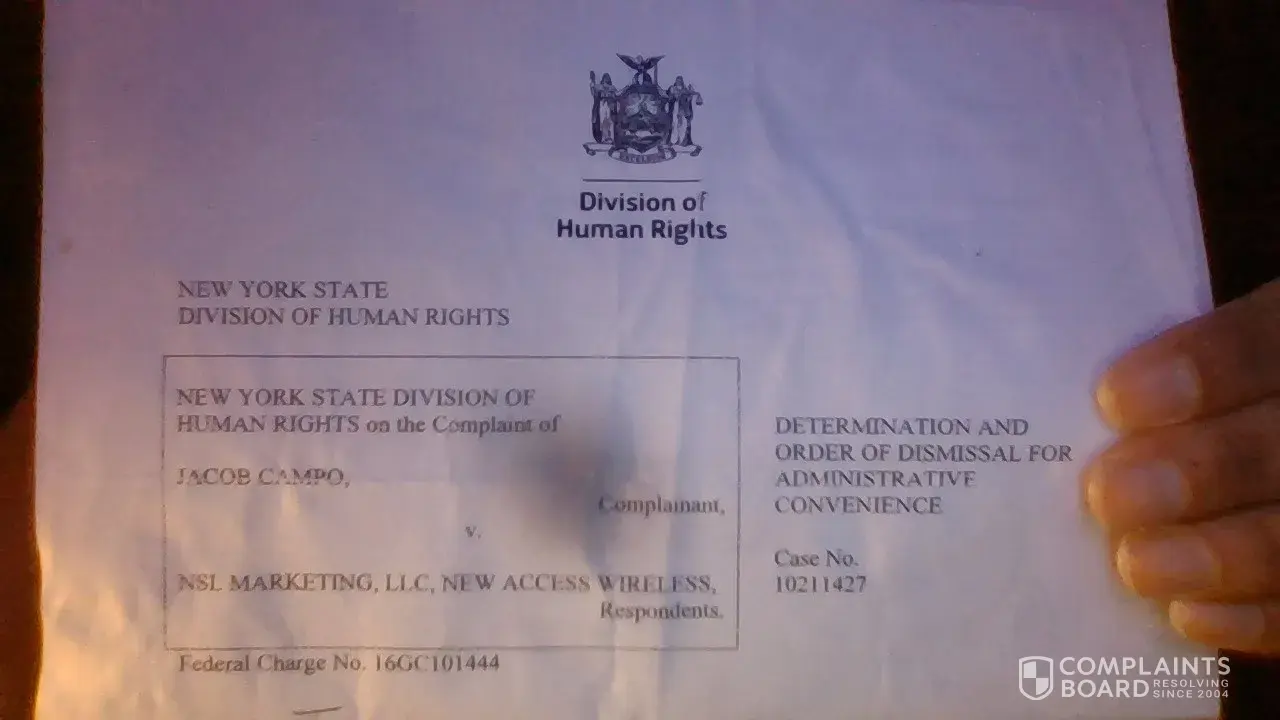 EXCELSIOR
Division of
Human Rights
NEW YORK STATE
DIVISION OF HUMAN RIGHTS
NEW YORK STATE DIVISION OF
HUMAN RIGHTS on the Complaint of
JACOB CAMPO,
Complainant,
v.
NSL MARKETING, LLC, NEW ACCESS WIRELESS,
Respondents.
Federal Charge No. 16GC101444
DETERMINATION AND
ORDER OF DISMISSAL FOR
ADMINISTRATIVE
CONVENIENCE
Case No.
10211427
COMPLAINTS
BOARD RESOLVING
SINCE 2004